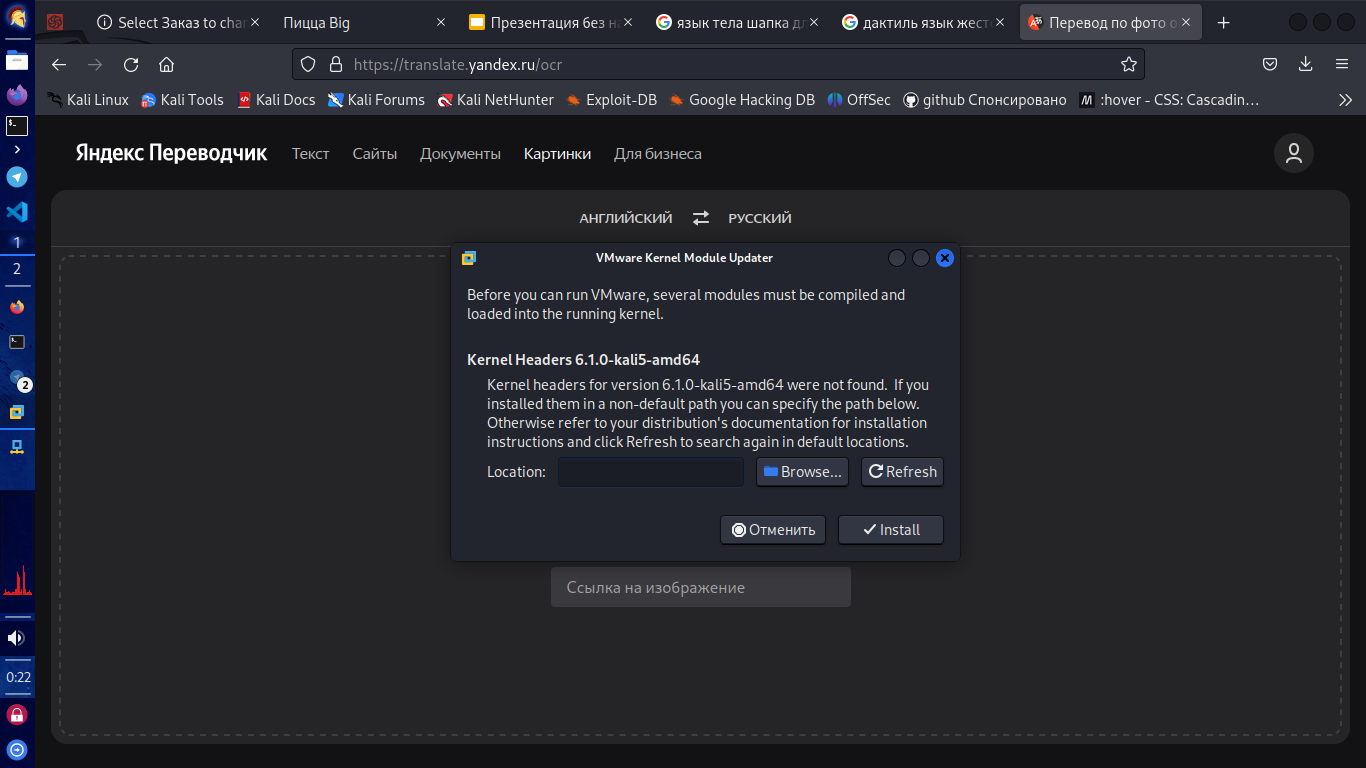 Select Заказ to cha
Пицца Big
Презентация без н
язык тела шапка дл
дактиль язык жест
Перевод по фото о
https://translate.yandex.ru/ocr
Kali Linux
Kali Tools
Kali Docs
Kali Forums
Kali NetHunter
Exploit-DB
Google Hacking DB
OffSec
github Спонсировано
M
:hover - CSS: Cascadin…
Яндекс Переводчик
Текст
Сайты
Документы
Картинки
Для бизнеса
АНГЛИЙСКИЙ
РУССКИЙ
VMware Kernel Module Updater
Before you can run VMware, several modules must be compiled and
loaded into the running kernel.
Kernel Headers 6.1.0-kali5-amd64
Kernel headers for version 6.1.0-kali5-amd64 were not found. If you
installed them in a non-default path you can specify the path below.
Otherwise refer to your distribution's documentation for installation
instructions and click Refresh to search again in default locations.
Location:
Browse...
Refresh
Отменить
Install
Ссылка на изображение
1
2
2
0:22